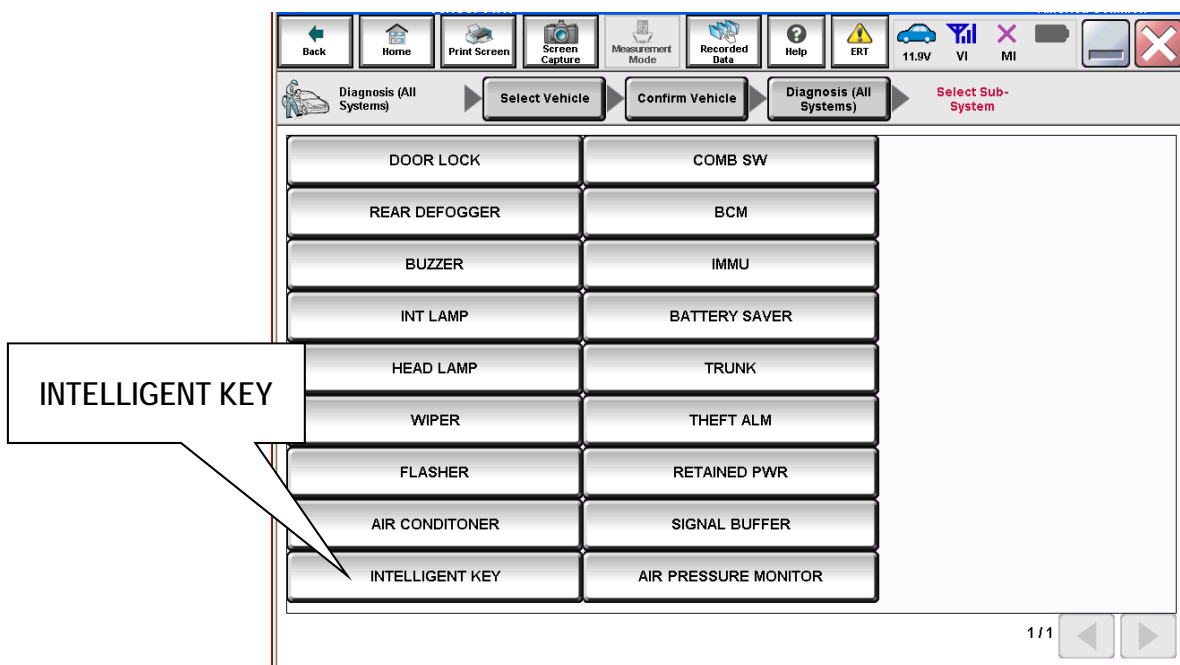 Back
Home
Print Screen
Screen
Capture
Measurement
Mode
Recorded
Data
Help
ERT
11.9V
VI
MI
Diagnosis (All
Systems)
Select Vehicle
Confirm Vehicle
Diagnosis (All
Systems)
Select Sub-
System
DOOR LOCK
COMB SW
REAR DEFOGGER
BCM
BUZZER
IMMU
INT LAMP
BATTERY SAVER
HEAD LAMP
TRUNK
INTELLIGENT KEY
WIPER
THEFT ALM
FLASHER
RETAINED PWR
AIR CONDITONER
SIGNAL BUFFER
INTELLIGENT KEY
AIR PRESSURE MONITOR
1/1